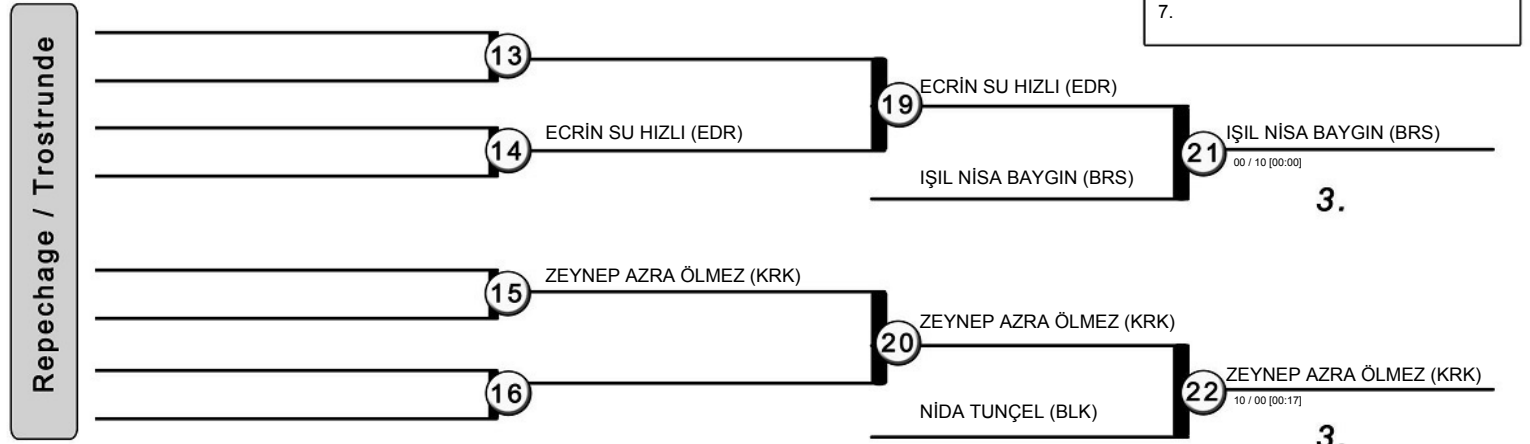 7.
Repechage / Trostrunde
13
ECRİN SU HIZLI (EDR)
19
ECRİN SU HIZLI (EDR)
14
IŞIL NİSA BAYGIN (BRS)
21
IŞIL NİSA BAYGIN (BRS)
00 / 10 [00:00]
3.
ZEYNEP AZRA ÖLMEZ (KRK)
15
ZEYNEP AZRA ÖLMEZ (KRK)
20
16
NİDA TUNÇEL (BLK)
22
ZEYNEP AZRA ÖLMEZ (KRK)
10 / 00 [00:17]
3.